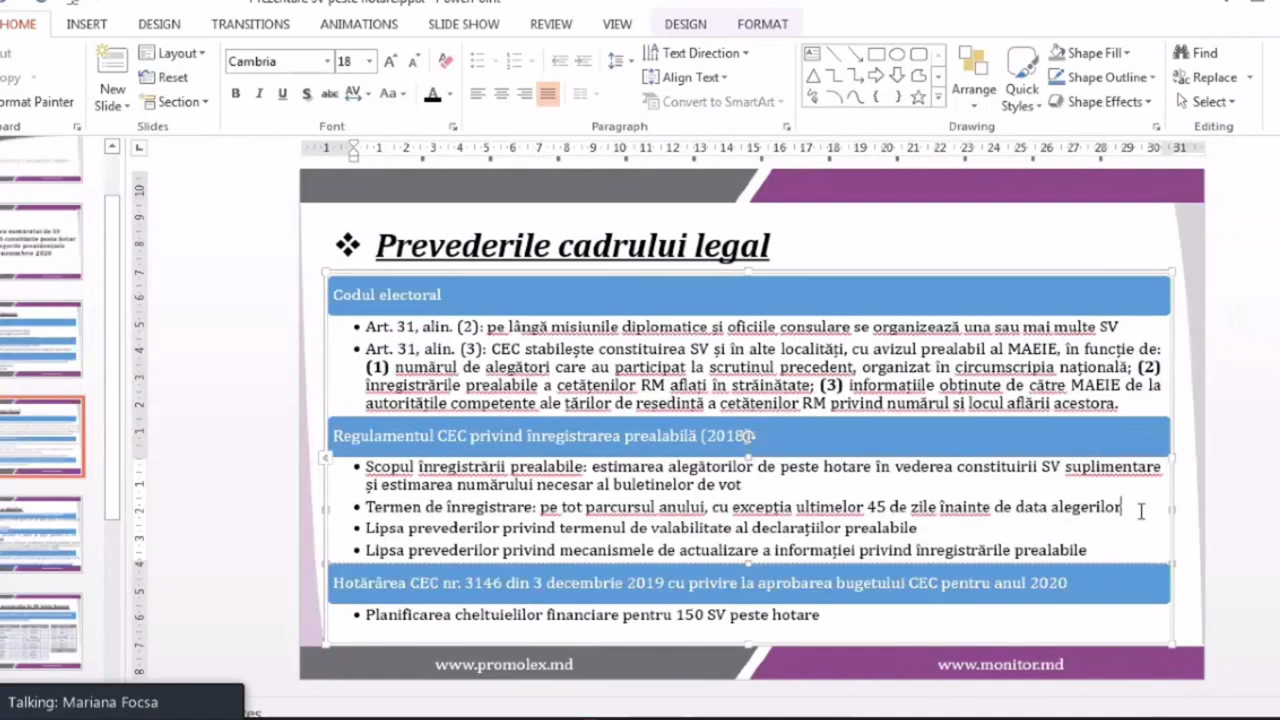 Prezentare SV peste hotare.pptx - PowerPoint
HOME INSERT DESIGN TRANSITIONS ANIMATIONS SLIDE SHOW REVIEW VIEW DESIGN FORMAT
Layout
Reset
Format Painter
New
Slide
Section
Slides
Cambria 18
Font
Text Direction
Align Text
Convert to SmartArt
Paragraph
Arrange
Quick
Styles
Shape Fill
Shape Outline
Shape Effects
Drawing
Find
Replace
Select
Editing
Prevederile cadrului legal
Codul electoral
• Art. 31, alin. (2): pe lângă misiunile diplomatice și oficiile consulare se organizează una sau mai multe SV
• Art. 31, alin. (3): CEC stabilește constituirea SV și în alte localități, cu avizul prealabil al MAEIE, în funcție de:
(1) numărul de alegători care au participat la scrutinul precedent, organizat în circumscripția națională; (2)
înregistrările prealabile a cetățenilor RM aflați în străinătate; (3) informațiile obținute de către MAEIE de la
autoritățile competente ale țărilor de reședință a cetățenilor RM privind numărul și locul aflării acestora.
Regulamentul CEC privind înregistrarea prealabilă (2018)
• Scopul înregistrării prealabile: estimarea alegătorilor de peste hotare în vederea constituirii SV suplimentare
și estimarea numărului necesar al buletinelor de vot
• Termen de înregistrare: pe tot parcursul anului, cu excepția ultimelor 45 de zile înainte de data alegerilor
• Lipsa prevederilor privind termenul de valabilitate al declarațiilor prealabile
• Lipsa prevederilor privind mecanismele de actualizare a informației privind înregistrările prealabile
Hotărârea CEC nr. 3146 din 3 decembrie 2019 cu privire la aprobarea bugetului CEC pentru anul 2020
• Planificarea cheltuielilor financiare pentru 150 SV peste hotare
www.promolex.md
www.monitor.md
Talking: Mariana Focsa